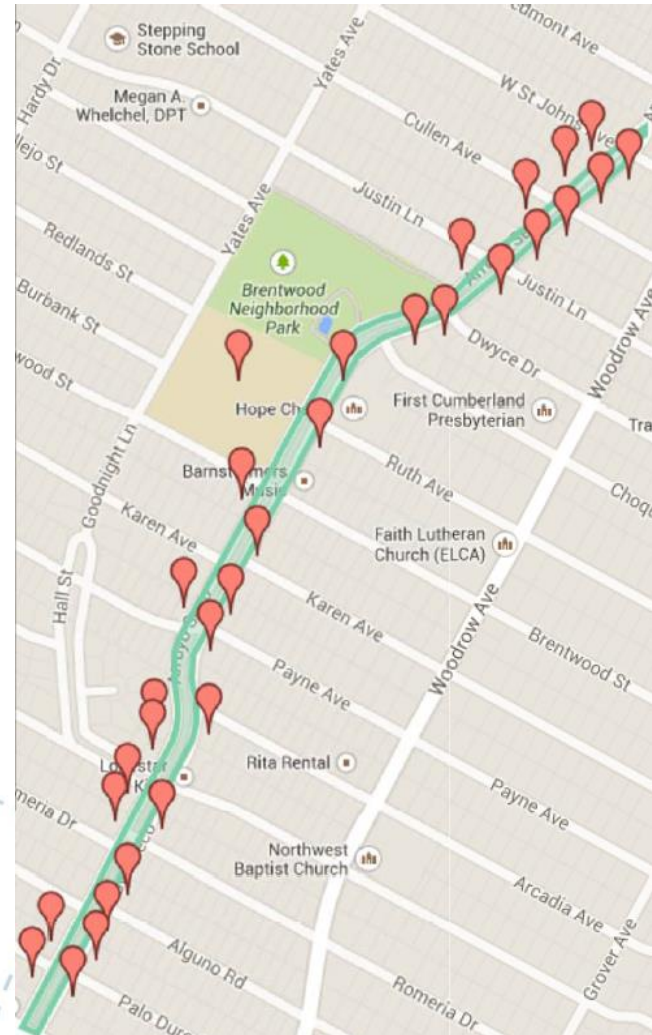 Stepping
Stone School
Yates Ave
Hardy Dr
Megan A.
Whelchel, DPT
W St Johns Ave
Cullen Ave
Justin Ln
Redlands St
Yates Ave
Brentwood
Neighborhood
Park
Burbank St
Justin Ln
Dwyce Dr
Woodrow Ave
First Cumberland
Presbyterian
Hope
Goodnight Ln
Ruth Ave
Music
Karen Ave
Faith Lutheran
Church (ELCA)
Hall St
Karen Ave
Woodrow Ave
Brentwood St
Payne Ave
Rita Rental
Payne Ave
Northwest
Baptist Church
Arcadia Ave
Grover Ave
Alguno Rd
Romeria Dr